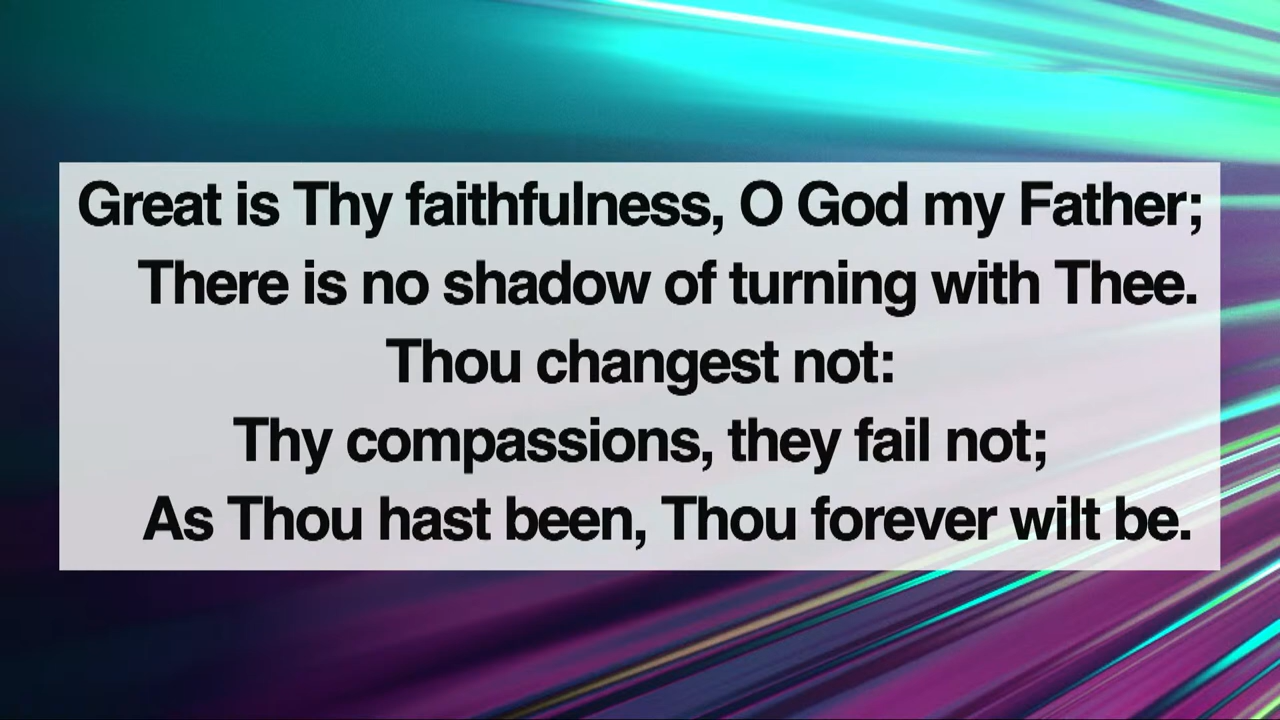 Great is Thy faithfulness, O God my Father;
There is no shadow of turning with Thee.
Thou changest not:
Thy compassions, they fail not;
As Thou hast been, Thou forever wilt be.